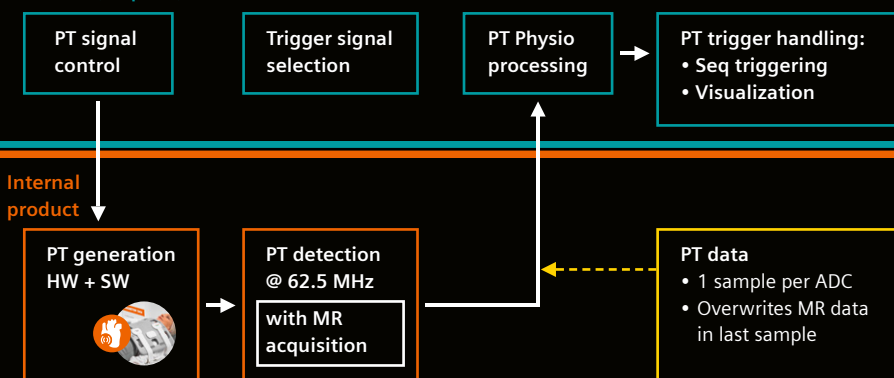 PT signal
control
Trigger signal
selection
PT Physio
processing
PT trigger handling:
• Seq triggering
• Visualization
Internal
product
PT generation
HW + SW
PT detection
@ 62.5 MHz
with MR
acquisition
PT data
• 1 sample per ADC
• Overwrites MR data
in last sample